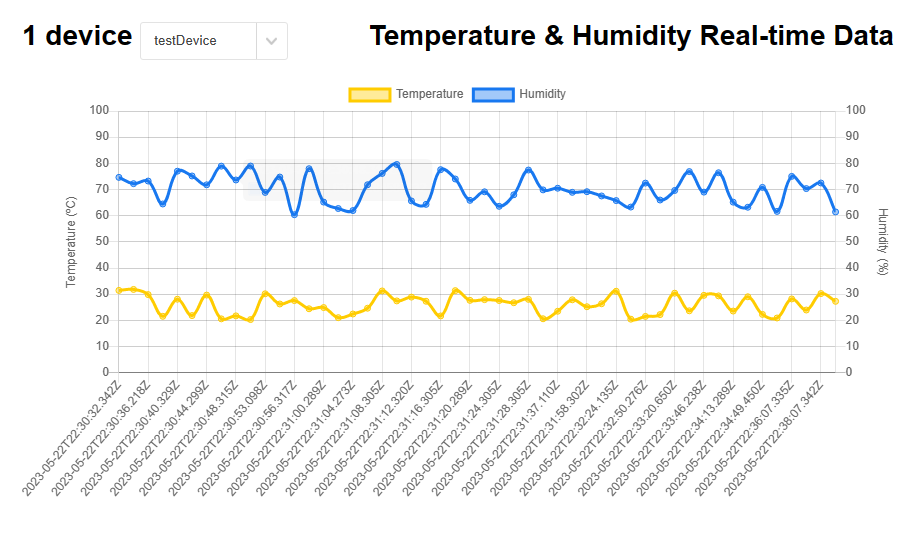 1 device
testDevice
Temperature & Humidity Real-time Data
Temperature
Humidity
100
90
80
70
60
50
40
30
20
10
0
Temperature (ºC)
100
90
80
70
60
50
40
30
20
10
0
Humidity (%)
2023-05-22T22:30:32.342Z
2023-05-22T22:30:36.218Z
2023-05-22T22:30:40.329Z
2023-05-22T22:30:44.299Z
2023-05-22T22:30:48.315Z
2023-05-22T22:30:53.098Z
2023-05-22T22:30:56.317Z
2023-05-22T22:31:00.289Z
2023-05-22T22:31:04.273Z
2023-05-22T22:31:08.305Z
2023-05-22T22:31:12.320Z
2023-05-22T22:31:16.305Z
2023-05-22T22:31:20.289Z
2023-05-22T22:31:24.305Z
2023-05-22T22:31:28.305Z
2023-05-22T22:31:37.110Z
2023-05-22T22:31:58.302Z
2023-05-22T22:32:24.135Z
2023-05-22T22:32:50.276Z
2023-05-22T22:33:20.650Z
2023-05-22T22:33:46.238Z
2023-05-22T22:34:13.289Z
2023-05-22T22:34:49.450Z
2023-05-22T22:36:07.335Z
2023-05-22T22:38:07.342Z